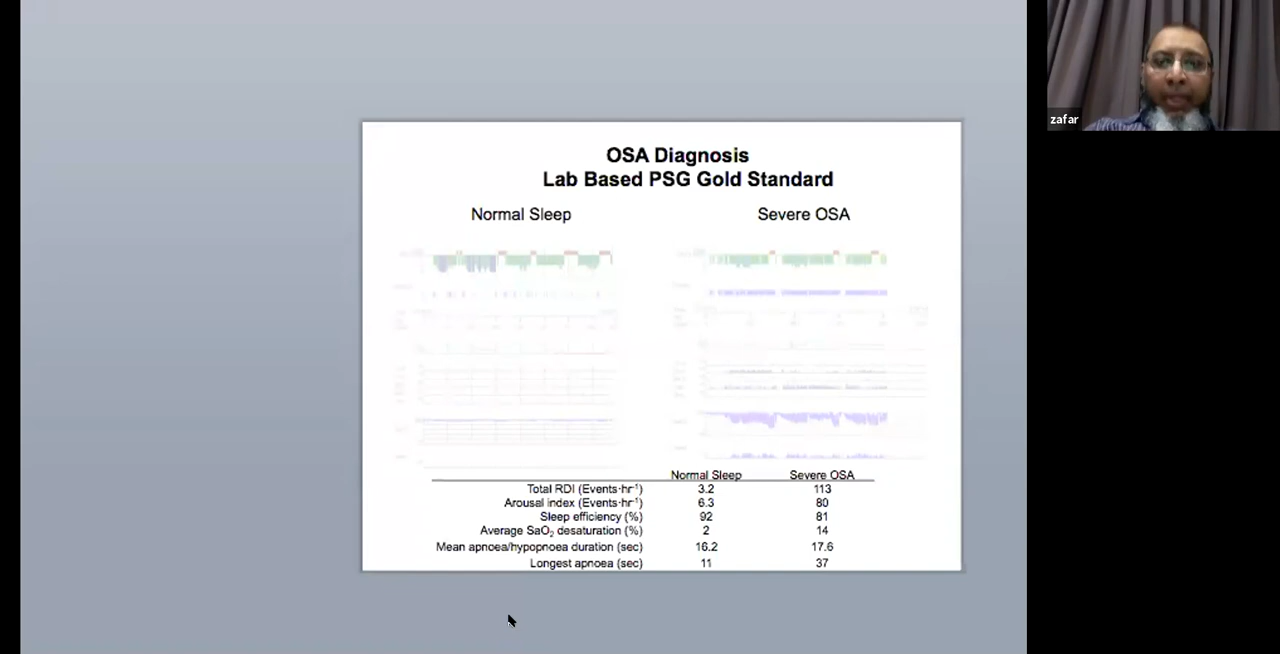 OSA Diagnosis
Lab Based PSG Gold Standard
Normal Sleep Severe OSA
Normal Sleep Severe OSA
Total RDI (Events·hr⁻¹) 3.2 113
Arousal index (Events·hr⁻¹) 6.3 80
Sleep efficiency (%) 92 81
Average SaO₂ desaturation (%) 2 14
Mean apnoea/hypopnoea duration (sec) 16.2 17.6
Longest apnoea (sec) 11 37
zafar